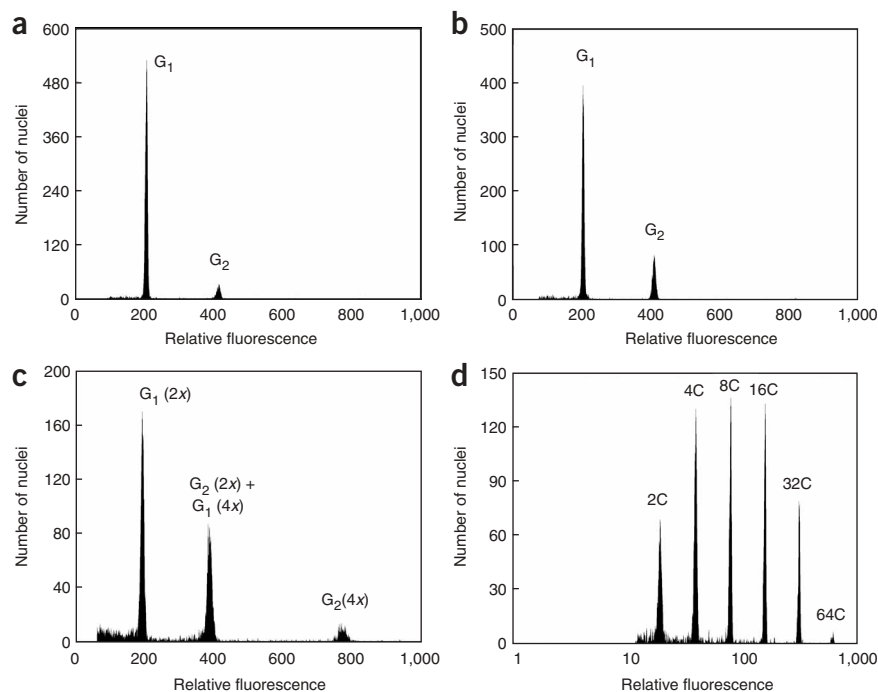 a
600
480
360
240
120
0
Number of nuclei
G1
G2
0 200 400 600 800 1,000
Relative fluorescence
b
500
400
300
200
100
0
Number of nuclei
G1
G2
0 200 400 600 800 1,000
Relative fluorescence
c
200
160
120
80
40
0
Number of nuclei
G1 (2x)
G2 (2x) +
G1 (4x)
G2(4x)
0 200 400 600 800 1,000
Relative fluorescence
d
150
120
90
60
30
0
Number of nuclei
2C
4C
8C
16C
32C
64C
1 10 100 1,000
Relative fluorescence